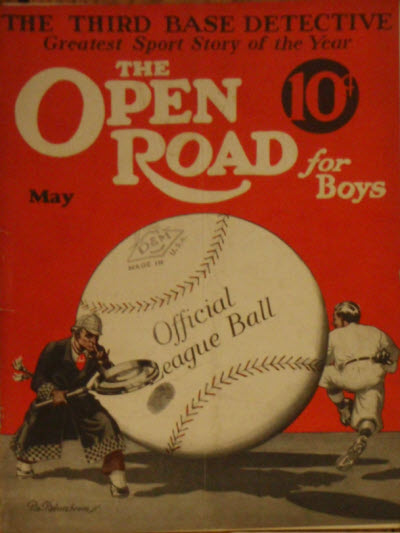 THE THIRD BASE DETECTIVE
Greatest Sport Story of the Year
THE
OPEN
ROAD
for
Boys
10¢
May
D&M
MADE IN U.S.A.
Official
League Ball